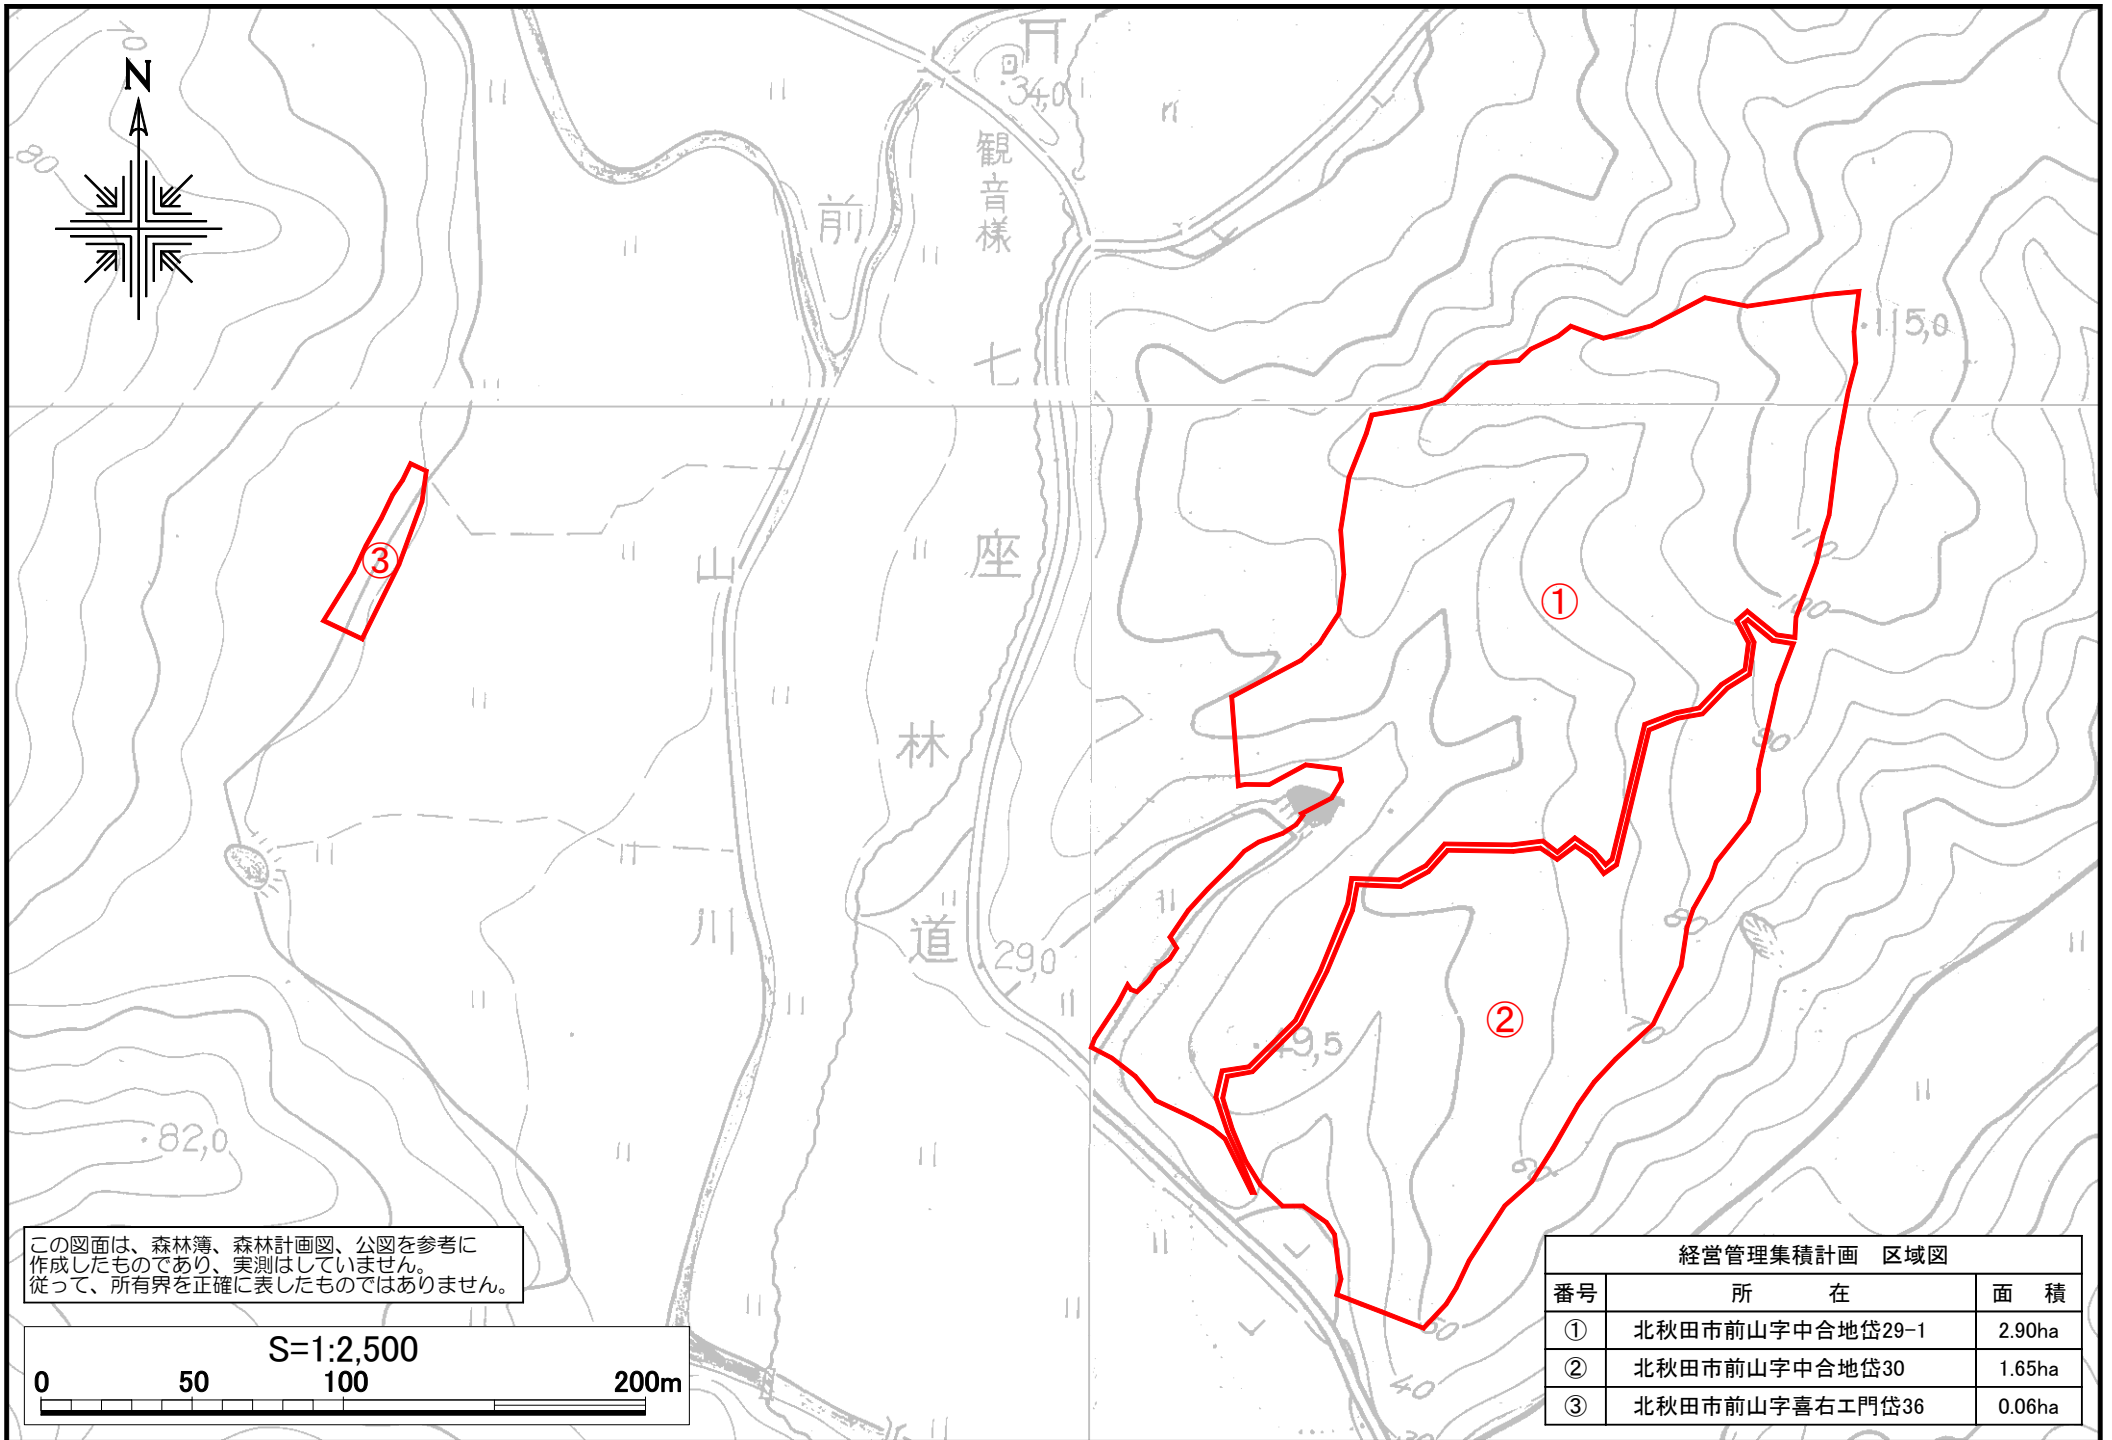 N
70
80
34,0
観音様
前
山
川
七
座
林
道
115,0
110
100
90
80
70
60
50
40
30
29,0
49,5
82,0
①
②
③
この図面は、森林簿、森林計画図、公図を参考に
作成したものであり、実測はしていません。
従って、所有界を正確に表したものではありません。
S=1:2,500
0 50 100 200m
経営管理集積計画 区域図
番号 所 在 面 積
① 北秋田市前山字中合地岱29-1 2.90ha
② 北秋田市前山字中合地岱30 1.65ha
③ 北秋田市前山字喜右エ門岱36 0.06ha